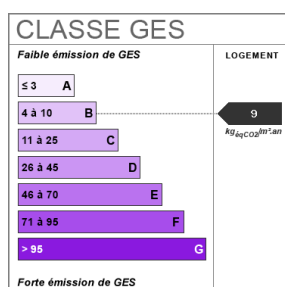 CLASSE GES
Faible émission de GES
LOGEMENT
≤ 3 A
4 à 10 B
9
kgéqCO2/m².an
11 à 25 C
26 à 45 D
46 à 70 E
71 à 95 F
> 95 G
Forte émission de GES